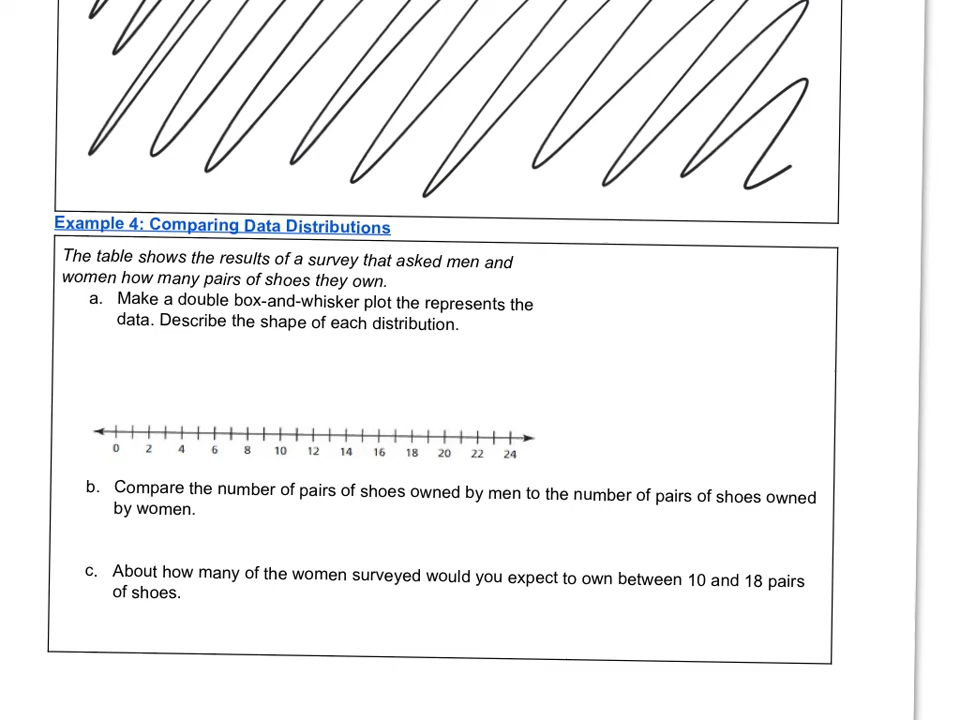 Example 4: Comparing Data Distributions
The table shows the results of a survey that asked men and
women how many pairs of shoes they own.
a. Make a double box-and-whisker plot the represents the
data. Describe the shape of each distribution.
0 2 4 6 8 10 12 14 16 18 20 22 24
b. Compare the number of pairs of shoes owned by men to the number of pairs of shoes owned
by women.
c. About how many of the women surveyed would you expect to own between 10 and 18 pairs
of shoes.